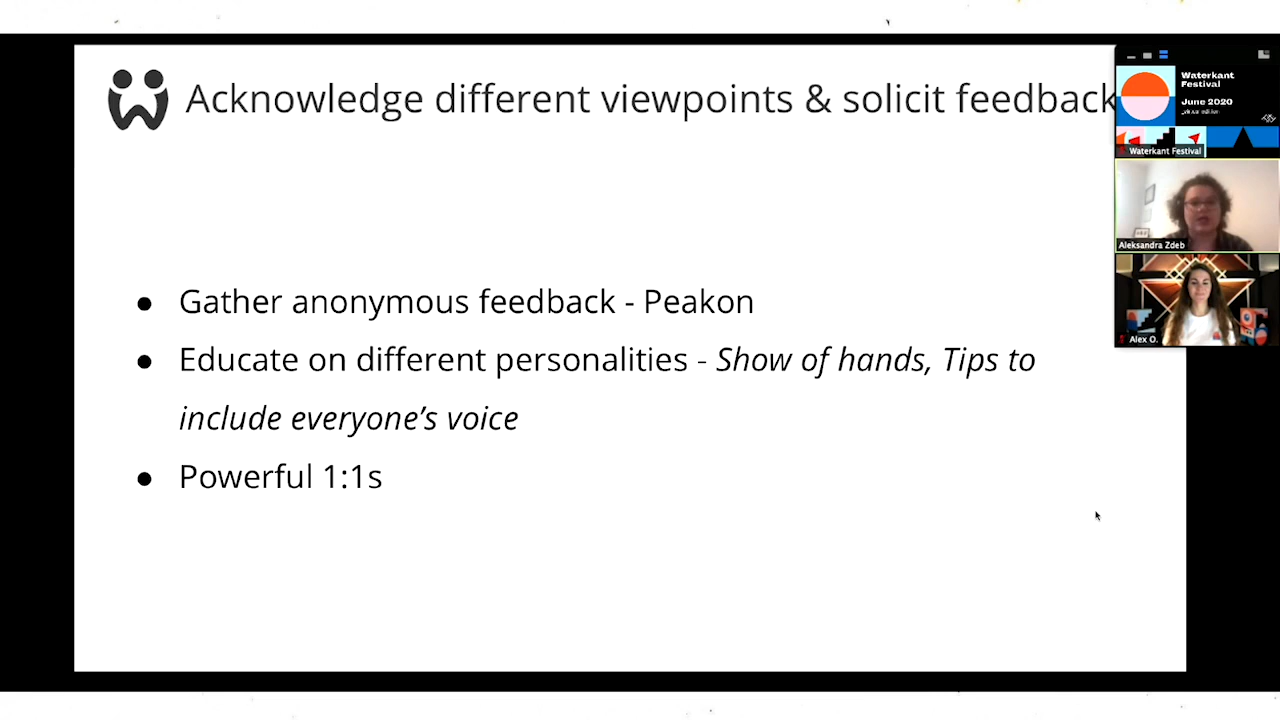 Acknowledge different viewpoints & solicit feedback
● Gather anonymous feedback - Peakon
● Educate on different personalities - Show of hands, Tips to
include everyone's voice
● Powerful 1:1s
Waterkant
Festival
June 2020
Waterkant Festival
Aleksandra Zdeb
Alex O.